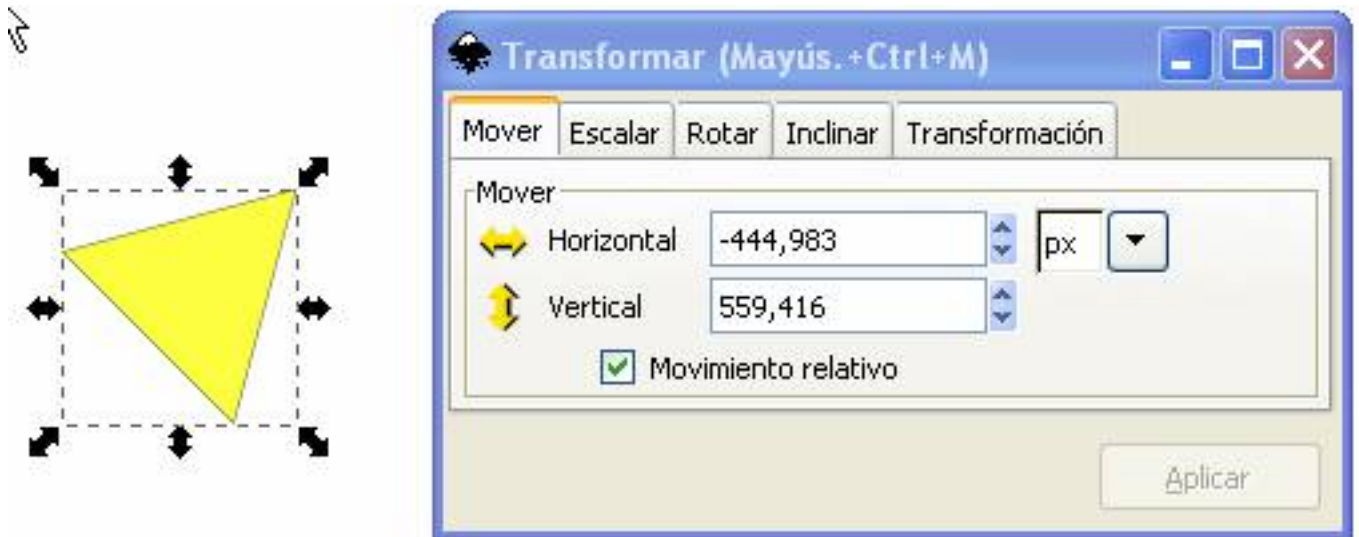 Transformar (Mayús.+Ctrl+M)
Mover Escalar Rotar Inclinar Transformación
Mover
Horizontal -444,983 px
Vertical 559,416
Movimiento relativo
Aplicar